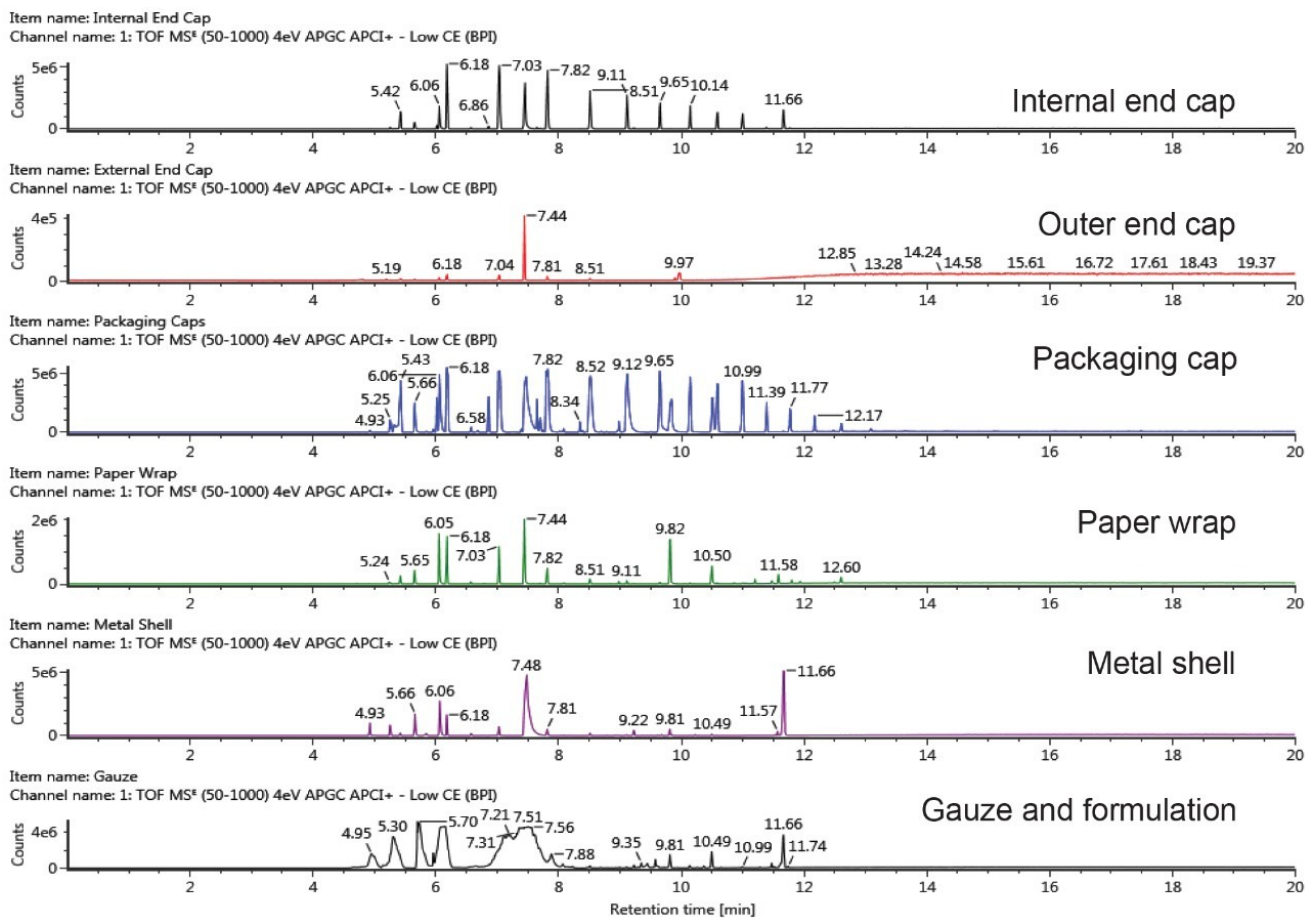 Item name: Internal End Cap
Channel name: 1: TOF MSᴱ (50-1000) 4eV APGC APCI+ - Low CE (BPI)
Counts
5e6
0
5.42
6.06
6.18
6.86
7.03
7.82
8.51
9.11
9.65
10.14
11.66
Internal end cap
2 4 6 8 10 12 14 16 18 20
Item name: External End Cap
Channel name: 1: TOF MSᴱ (50-1000) 4eV APGC APCI+ - Low CE (BPI)
Counts
4e5
0
5.19
6.18
7.04
7.44
7.81
8.51
9.97
12.85
13.28
14.24
14.58
15.61
16.72
17.61
18.43
19.37
Outer end cap
2 4 6 8 10 12 14 16 18 20
Item name: Packaging Caps
Channel name: 1: TOF MSᴱ (50-1000) 4eV APGC APCI+ - Low CE (BPI)
Counts
5e6
0
4.93
5.25
5.43
6.06
5.66
6.18
6.58
7.82
8.34
8.52
9.12
9.65
10.99
11.39
11.77
12.17
Packaging cap
2 4 6 8 10 12 14 16 18 20
Item name: Paper Wrap
Channel name: 1: TOF MSᴱ (50-1000) 4eV APGC APCI+ - Low CE (BPI)
Counts
2e6
0
5.24
5.65
6.05
6.18
7.03
7.44
7.82
8.51
9.11
9.82
10.50
11.58
12.60
Paper wrap
2 4 6 8 10 12 14 16 18 20
Item name: Metal Shell
Channel name: 1: TOF MSᴱ (50-1000) 4eV APGC APCI+ - Low CE (BPI)
Counts
5e6
0
4.93
5.66
6.06
6.18
7.48
7.81
9.22
9.81
10.49
11.57
11.66
Metal shell
2 4 6 8 10 12 14 16 18 20
Item name: Gauze
Channel name: 1: TOF MSᴱ (50-1000) 4eV APGC APCI+ - Low CE (BPI)
Counts
4e6
0
4.95
5.30
5.70
7.21
7.31
7.51
7.56
7.88
9.35
9.81
10.49
10.99
11.66
11.74
Gauze and formulation
2 4 6 8 10 12 14 16 18 20
Retention time [min]